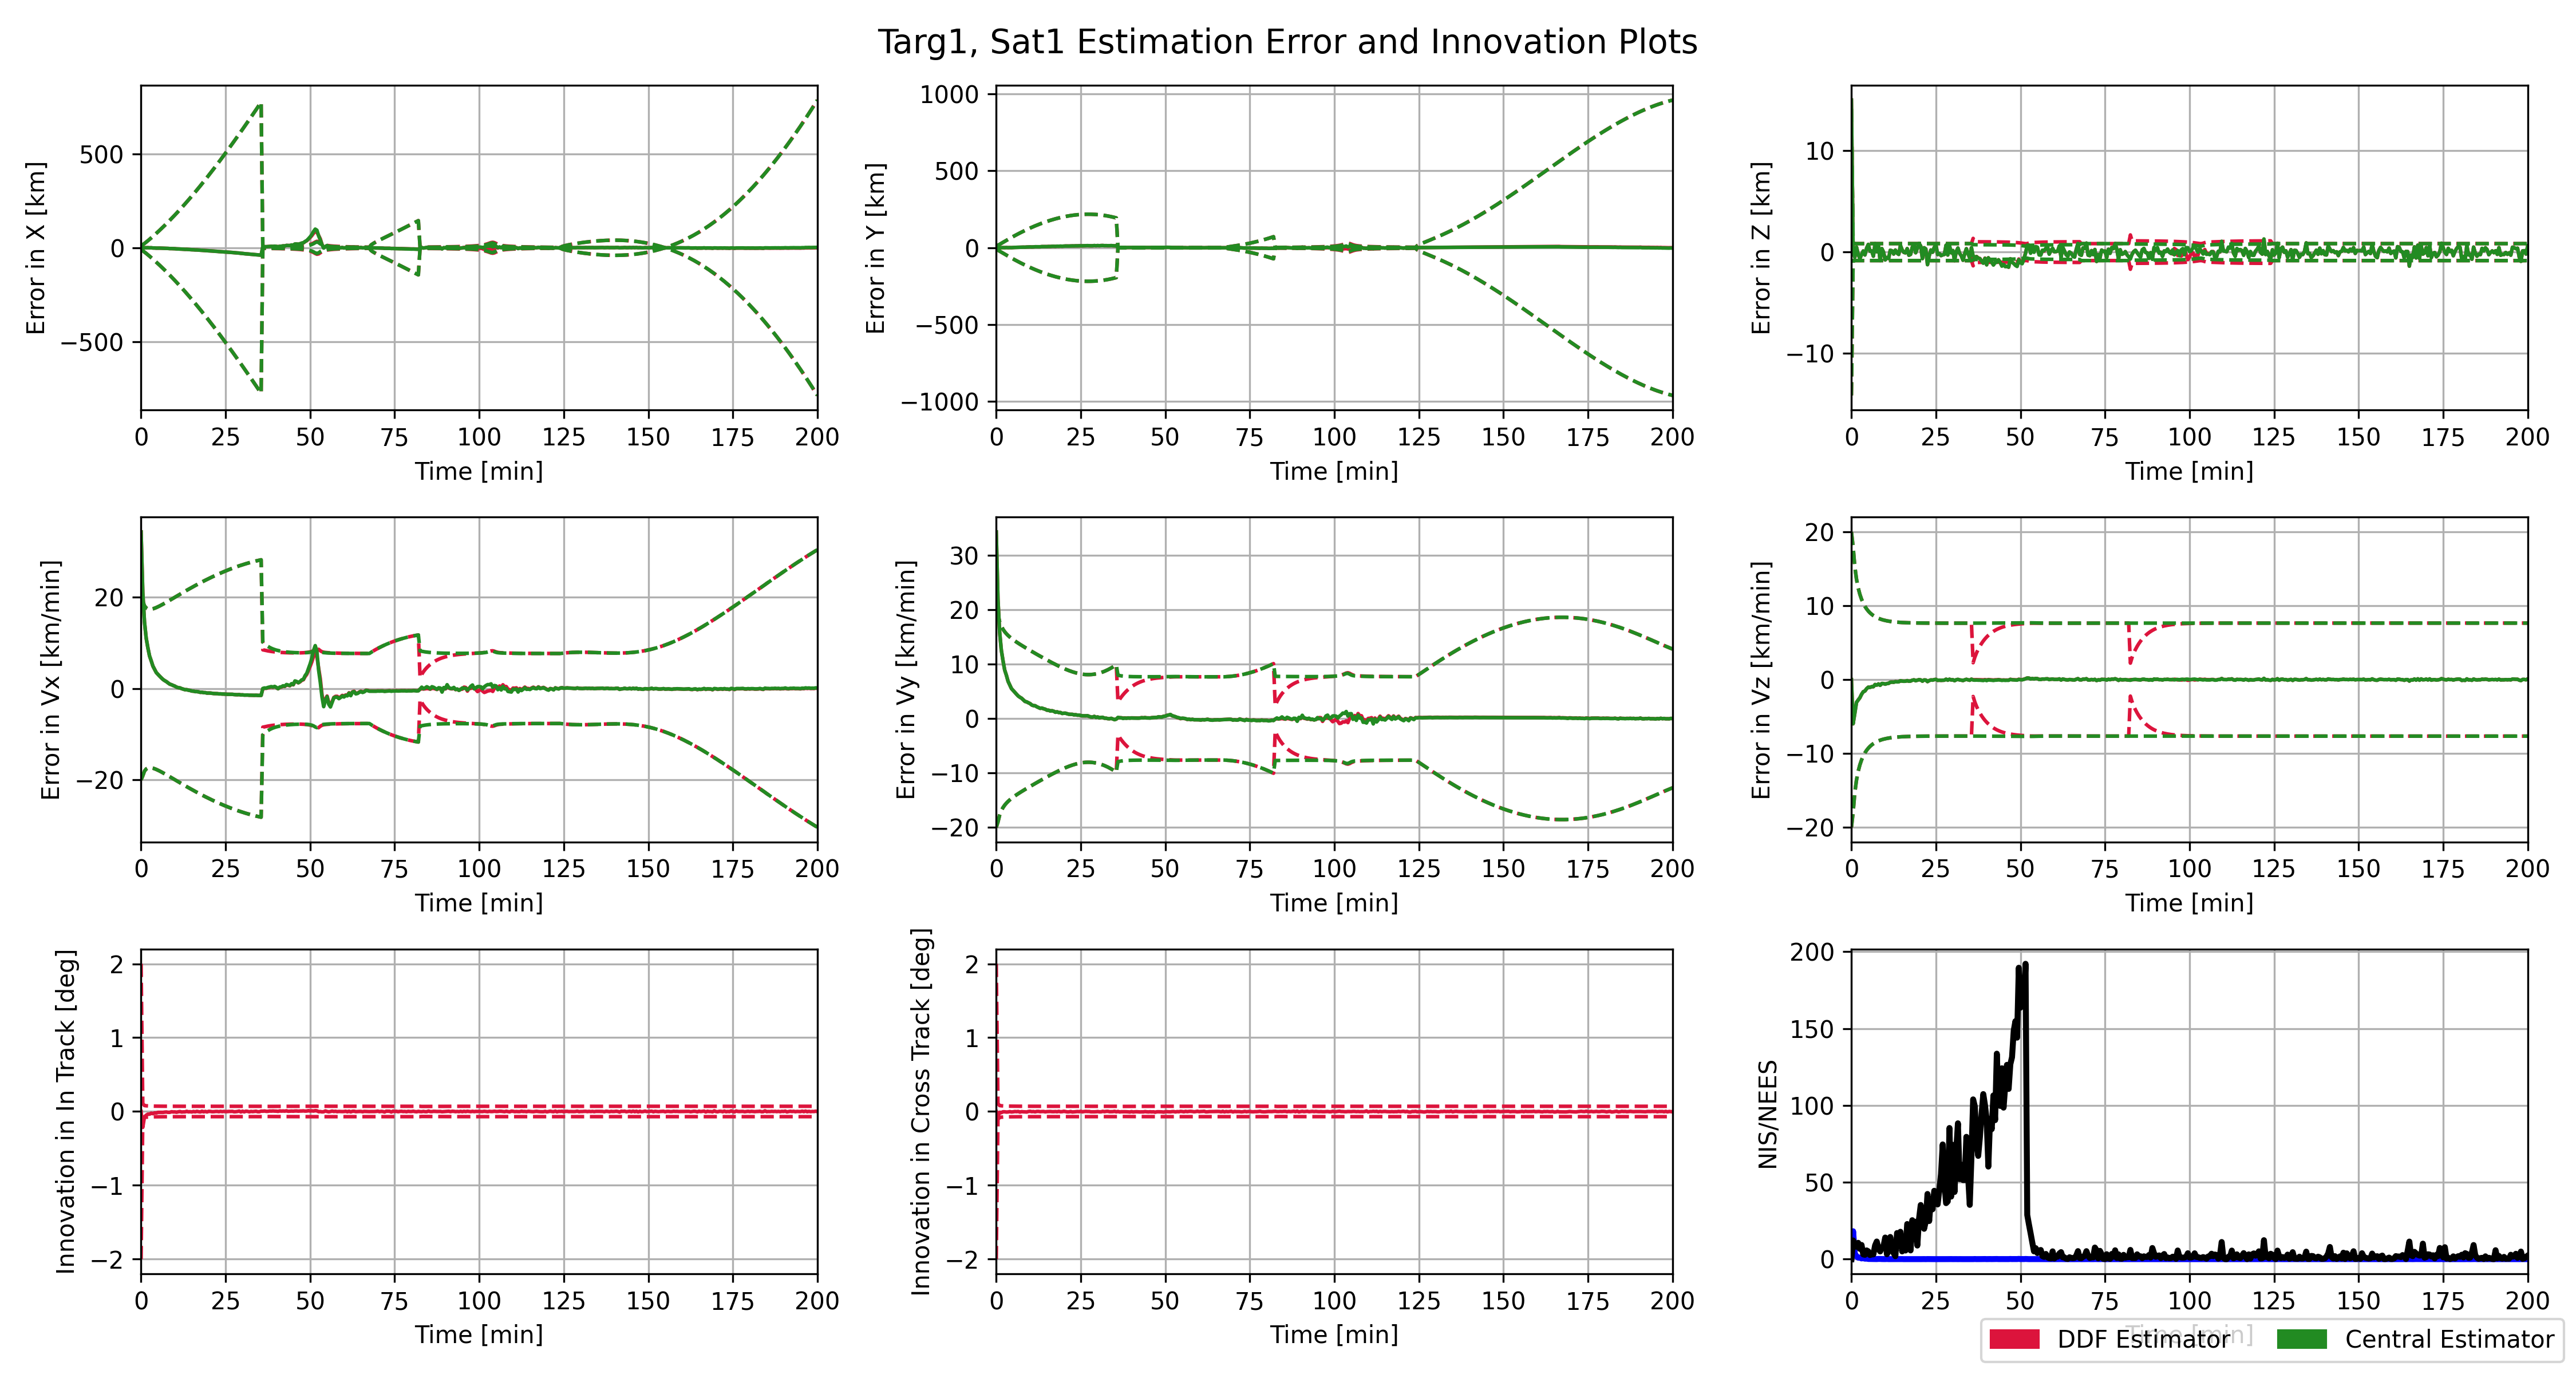 Targ1, Sat1 Estimation Error and Innovation Plots
Error in X [km]
500
0
−500
0 25 50 75 100 125 150 175 200
Time [min]
Error in Y [km]
1000
500
0
−500
−1000
0 25 50 75 100 125 150 175 200
Time [min]
Error in Z [km]
10
0
−10
0 25 50 75 100 125 150 175 200
Time [min]
Error in Vx [km/min]
20
0
−20
0 25 50 75 100 125 150 175 200
Time [min]
Error in Vy [km/min]
30
20
10
0
−10
−20
0 25 50 75 100 125 150 175 200
Time [min]
Error in Vz [km/min]
20
10
0
−10
−20
0 25 50 75 100 125 150 175 200
Time [min]
Innovation in In Track [deg]
2
1
0
−1
−2
0 25 50 75 100 125 150 175 200
Time [min]
Innovation in Cross Track [deg]
2
1
0
−1
−2
0 25 50 75 100 125 150 175 200
Time [min]
NIS/NEES
200
150
100
50
0
0 25 50 75 100 125 150 175 200
Time [min]
DDF Estimator Central Estimator